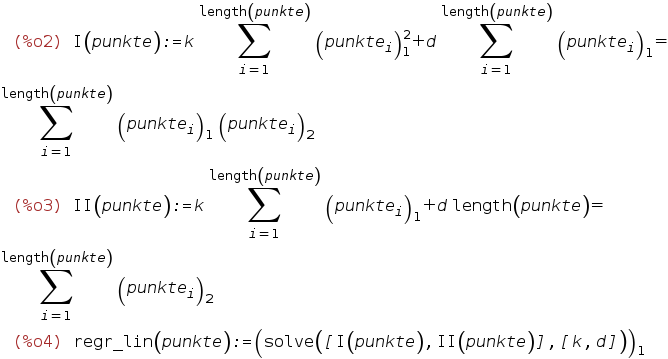 length(punkte) length(punkte)
(%o2) I(punkte):=k ∑ (punkte_i)_1^2+d ∑ (punkte_i)_1=
i=1 i=1
length(punkte)
∑ (punkte_i)_1 (punkte_i)_2
i=1
length(punkte)
(%o3) II(punkte):=k ∑ (punkte_i)_1+d length(punkte)=
i=1
length(punkte)
∑ (punkte_i)_2
i=1
(%o4) regr_lin(punkte):=(solve([I(punkte),II(punkte)],[k,d]))_1